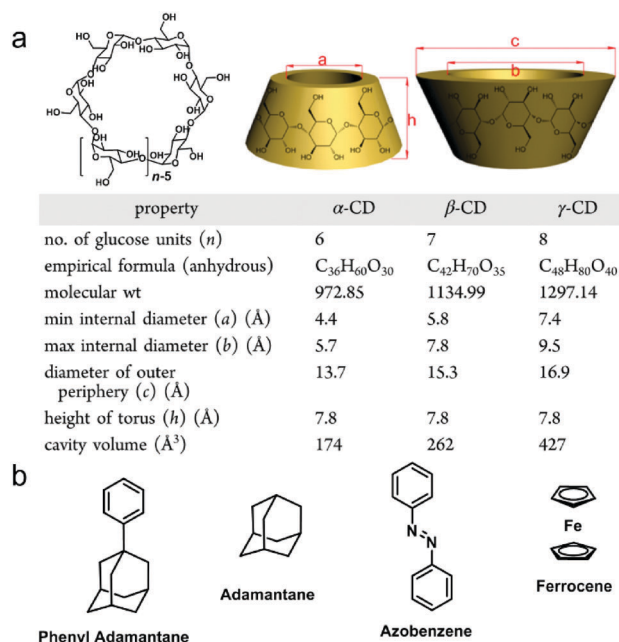 a
OH
HO
O
n-5
a
h
c
b
property α-CD β-CD γ-CD
no. of glucose units (n) 6 7 8
empirical formula (anhydrous) C₃₆H₆₀O₃₀ C₄₂H₇₀O₃₅ C₄₈H₈₀O₄₀
molecular wt 972.85 1134.99 1297.14
min internal diameter (a) (Å) 4.4 5.8 7.4
max internal diameter (b) (Å) 5.7 7.8 9.5
diameter of outer 13.7 15.3 16.9
periphery (c) (Å)
height of torus (h) (Å) 7.8 7.8 7.8
cavity volume (Å³) 174 262 427
b
N
N
Fe
Phenyl Adamantane
Adamantane
Azobenzene
Ferrocene